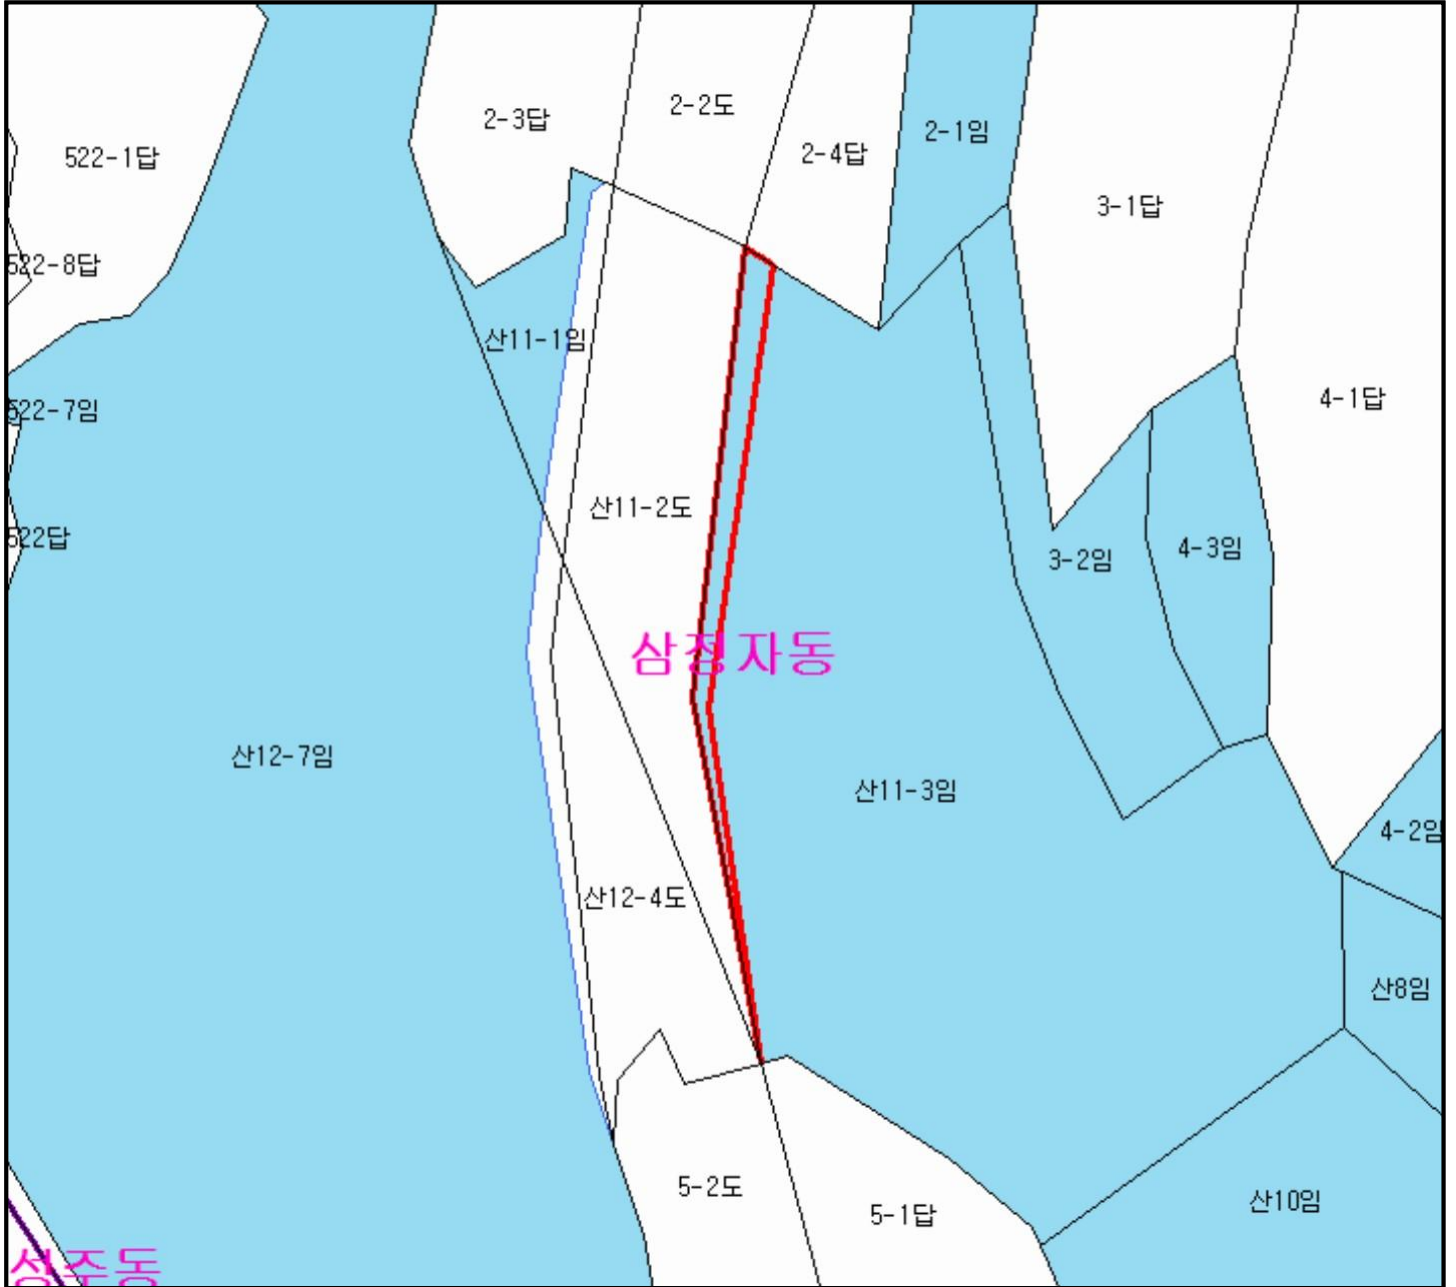 2-2도
2-3답
2-1임
522-1답
2-4답
3-1답
522-8답
산11-1임
4-1답
522-7임
산11-2도
522답
4-3임
3-2임
삼정자동
산12-7임
산11-3임
4-2임
산12-4도
산8임
5-2도
산10임
5-1답
성주동